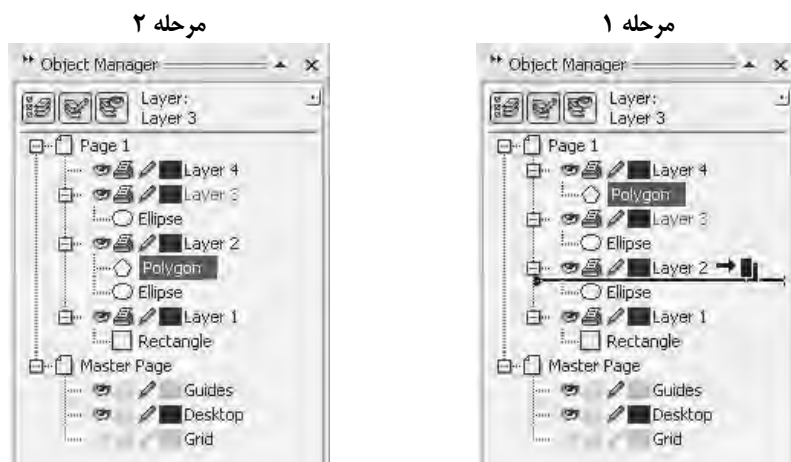 مرحله ۱
Object Manager
Layer:
Layer 3
Page 1
Layer 4
Polygon
Layer 3
Ellipse
Layer 2
Ellipse
Layer 1
Rectangle
Master Page
Guides
Desktop
Grid
مرحله ۲
Object Manager
Layer:
Layer 3
Page 1
Layer 4
Layer 3
Ellipse
Layer 2
Polygon
Ellipse
Layer 1
Rectangle
Master Page
Guides
Desktop
Grid